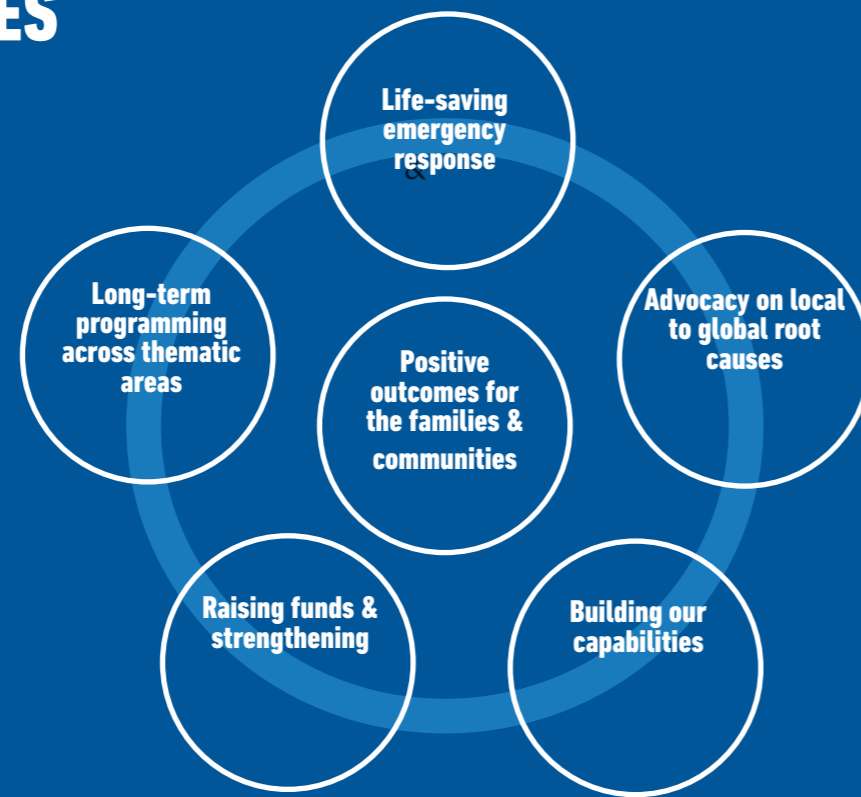 ES
Life-saving
emergency
response
&
Long-term
programming
across thematic
areas
Advocacy on local
to global root
causes
Positive
outcomes for
the families &
communities
Raising funds &
strengthening
Building our
capabilities